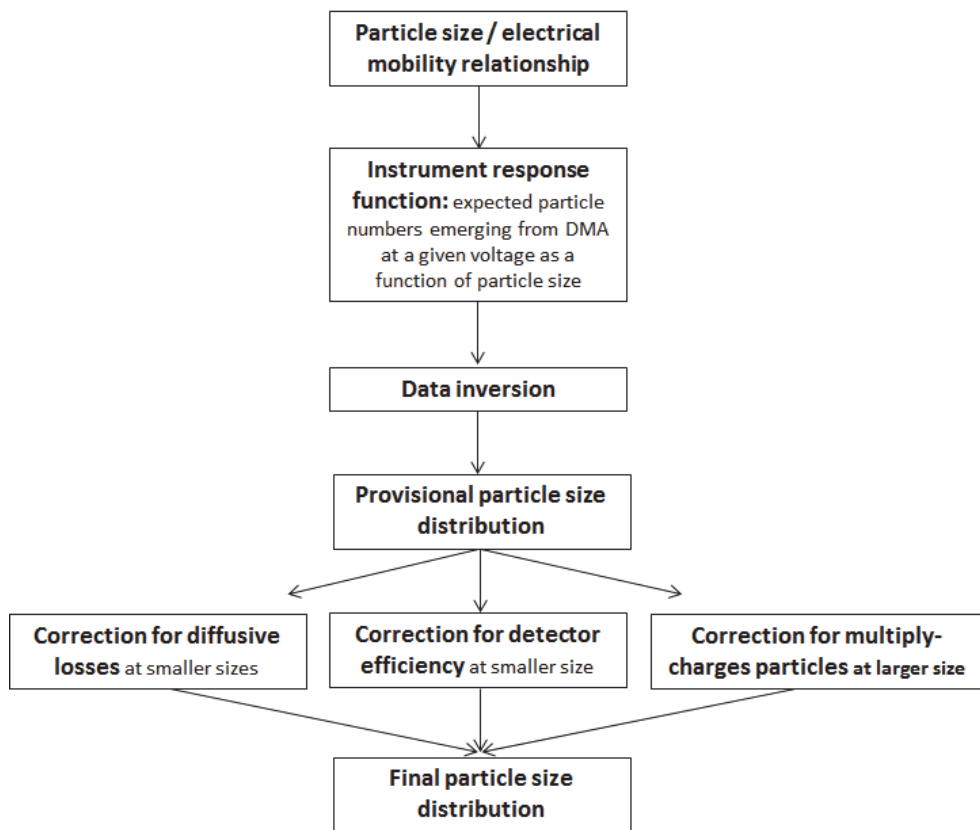 Particle size / electrical
mobility relationship
Instrument response
function: expected particle
numbers emerging from DMA
at a given voltage as a
function of particle size
Data inversion
Provisional particle size
distribution
Correction for diffusive
losses at smaller sizes
Correction for detector
efficiency at smaller size
Correction for multiply-
charges particles at larger size
Final particle size
distribution